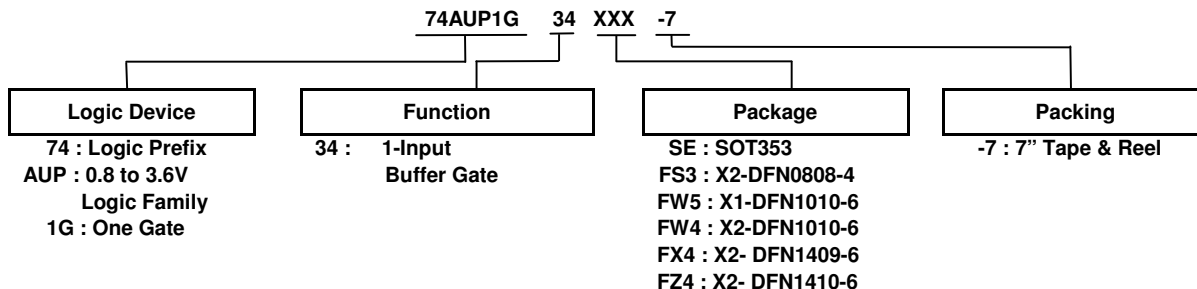 74AUP1G 34 XXX -7
Logic Device
74 : Logic Prefix
AUP : 0.8 to 3.6V
Logic Family
1G : One Gate
Function
34 : 1-Input
Buffer Gate
Package
SE : SOT353
FS3 : X2-DFN0808-4
FW5 : X1-DFN1010-6
FW4 : X2-DFN1010-6
FX4 : X2- DFN1409-6
FZ4 : X2- DFN1410-6
Packing
-7 : 7” Tape & Reel